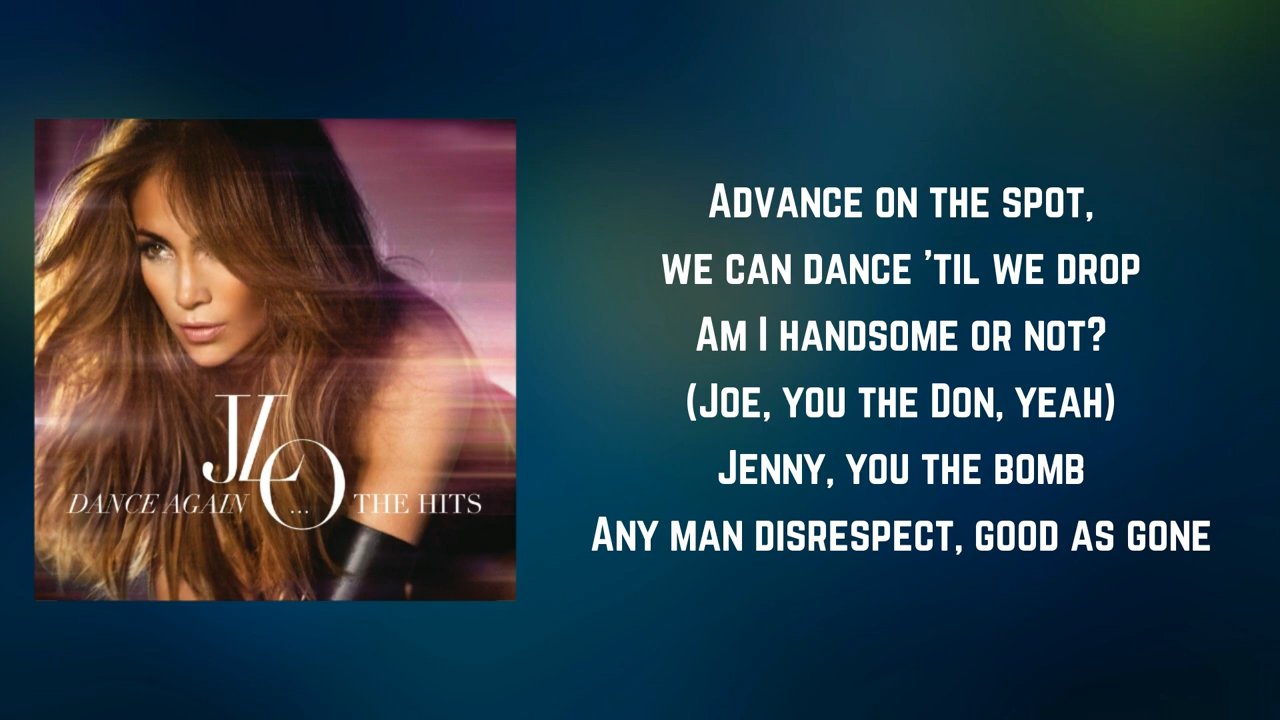 JLO
DANCE AGAIN ... THE HITS
ADVANCE ON THE SPOT,
WE CAN DANCE 'TIL WE DROP
AM I HANDSOME OR NOT?
(JOE, YOU THE DON, YEAH)
JENNY, YOU THE BOMB
ANY MAN DISRESPECT, GOOD AS GONE